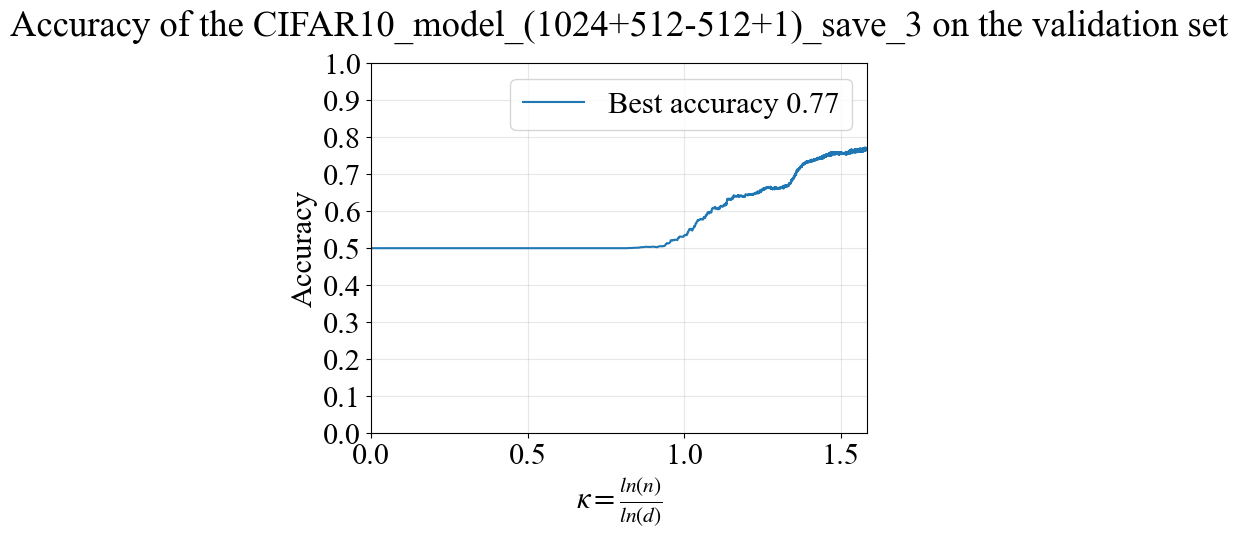 Accuracy of the CIFAR10_model_(1024+512-512+1)_save_3 on the validation set
1.0
0.9
0.8
0.7
0.6
0.5
0.4
0.3
0.2
0.1
0.0
Accuracy
Best accuracy 0.77
0.0 0.5 1.0 1.5
κ = ln(n) / ln(d)